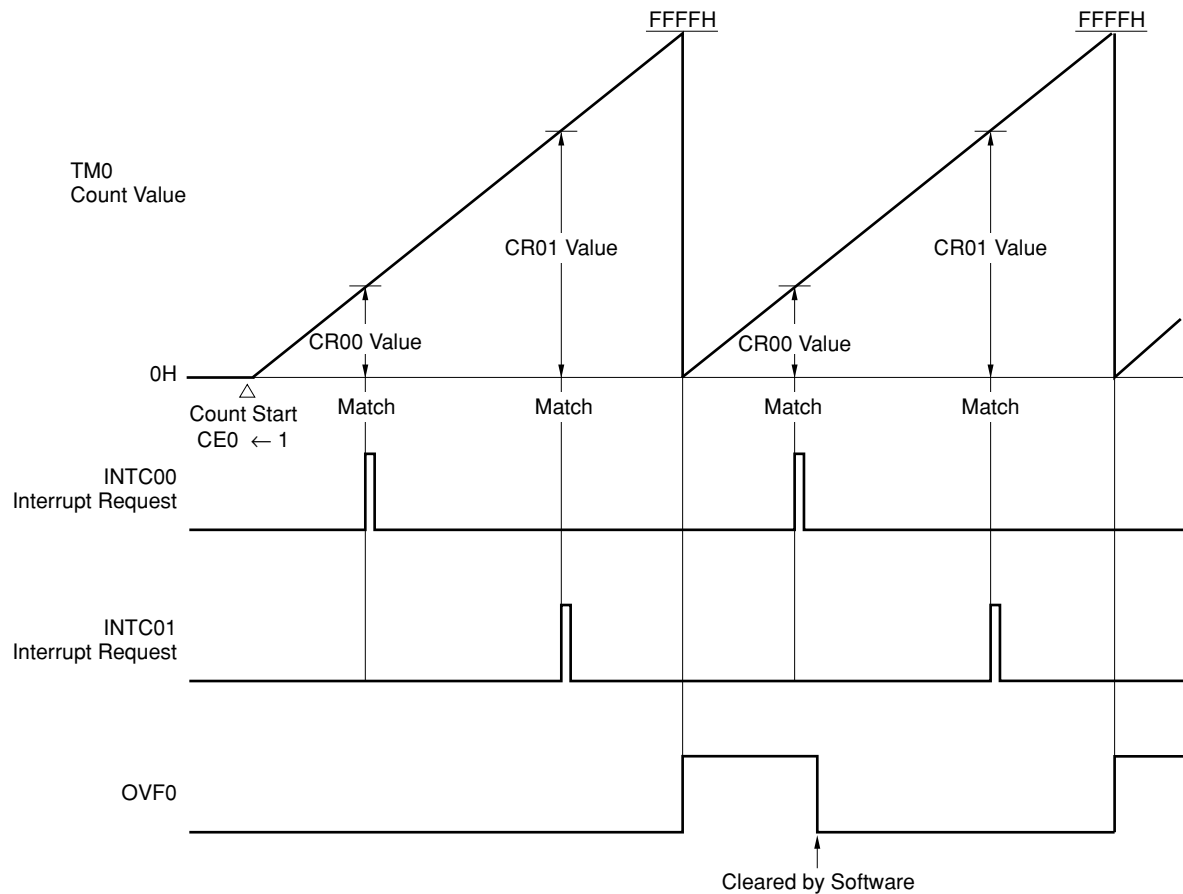 FFFFH
FFFFH
TM0
Count Value
CR01 Value
CR01 Value
CR00 Value
CR00 Value
0H
Count Start
CE0 ← 1
Match
Match
Match
Match
INTC00
Interrupt Request
INTC01
Interrupt Request
OVF0
Cleared by Software